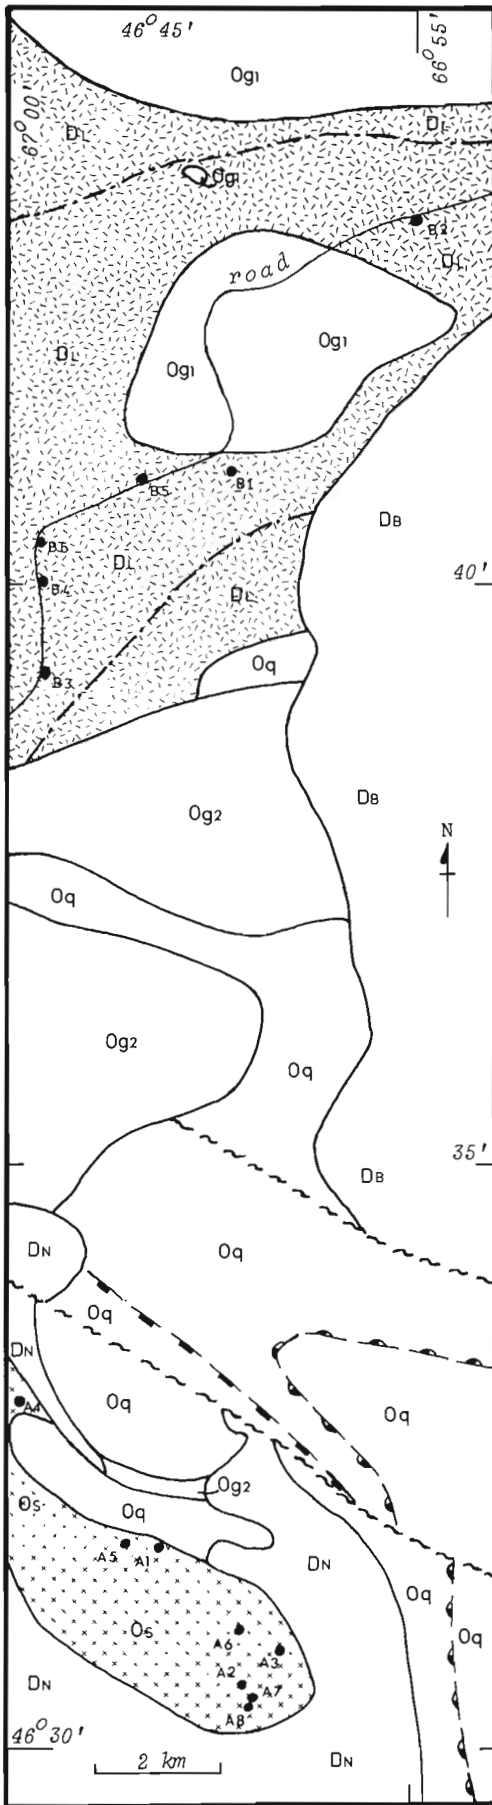 46° 45'
66° 55'
67° 00'
Og1
DL
DL
Og1
B2
DL
road
Og1
DL
Og1
B5
B1
DB
B6
DL
B4
DL
40'
Oq
B3
DB
Og2
N
Oq
Og2
Oq
35'
DB
Oq
DN
Oq
DN
Oq
Oq
A4
Og2
Os
Oq
A5
A1
DN
Oq
Os
A6
Oq
A3
DN
A2
A7
A8
46° 30'
2 km
DN